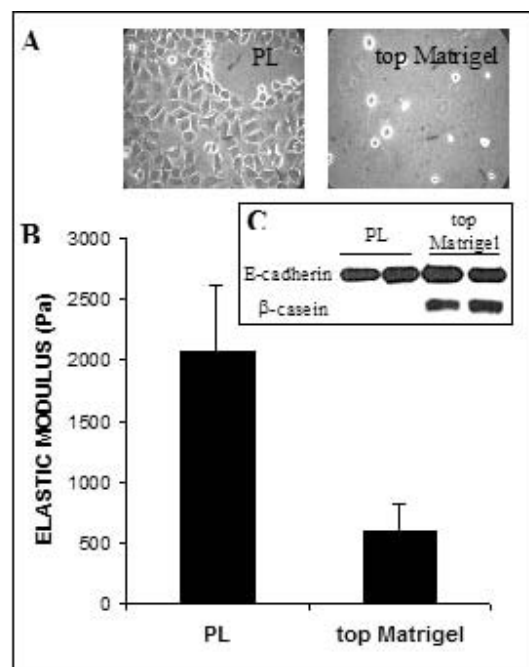 A
PL
top Matrigel
B
C
PL
top
Matrigel
E-cadherin
β-casein
ELASTIC MODULUS (Pa)
3000
2500
2000
1500
1000
500
0
PL
top Matrigel